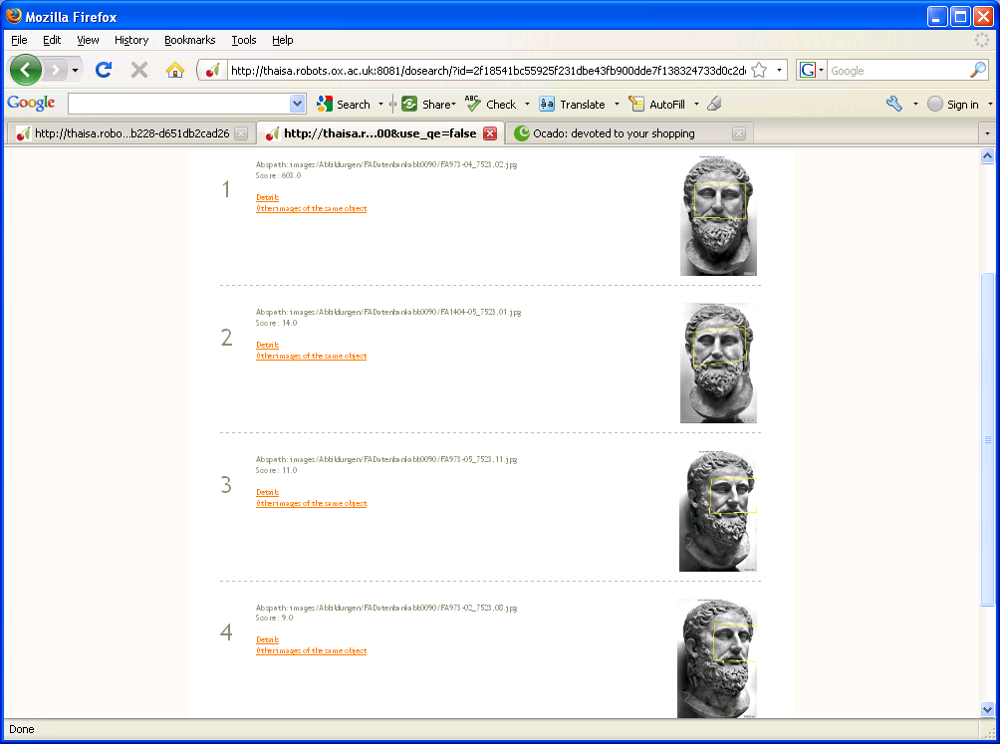 Mozilla Firefox
File Edit View History Bookmarks Tools Help
http://thaisa.robots.ox.ac.uk:8081/dosearch/?id=2f18541bc55925f231dbe43fb900dde7f138324733d0c2d
G Google
Google Search Share ABC Check aá Translate AutoFill Sign in
http://thaisa.robo...b228-d651db2cad26 http://thaisa.r...00&use_qe=false Ocado: devoted to your shopping
1
Abspath: images/Abbildungen/FADatenbankabb0090/FA973-04_7523,02.jpg
Score: 603.0
Details
Other images of the same object
2
Abspath: images/Abbildungen/FADatenbankabb0090/FA1404-05_7523,01.jpg
Score: 14.0
Details
Other images of the same object
3
Abspath: images/Abbildungen/FADatenbankabb0090/FA973-05_7523,11.jpg
Score: 11.0
Details
Other images of the same object
4
Abspath: images/Abbildungen/FADatenbankabb0090/FA973-02_7523,08.jpg
Score: 9.0
Details
Other images of the same object
Done